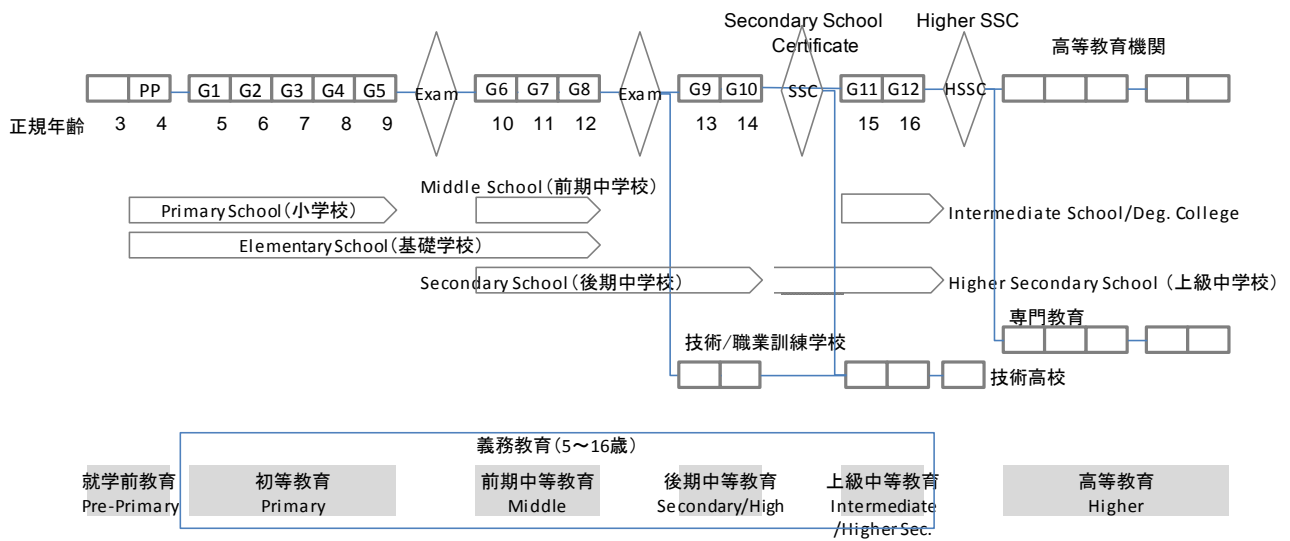 Secondary School
Certificate
Higher SSC
高等教育機関
PP G1 G2 G3 G4 G5 Exam G6 G7 G8 Exam G9 G10 SSC G11 G12 HSSC
正規年齢 3 4 5 6 7 8 9 10 11 12 13 14 15 16
Middle School(前期中学校)
Primary School(小学校)
Intermediate School/Deg. College
Elementary School(基礎学校)
Secondary School(後期中学校)
Higher Secondary School (上級中学校)
専門教育
技術/職業訓練学校
技術高校
義務教育(5～16歳)
就学前教育 初等教育 前期中等教育 後期中等教育 上級中等教育 高等教育
Pre-Primary Primary Middle Secondary/High Intermediate Higher
/Higher Sec.